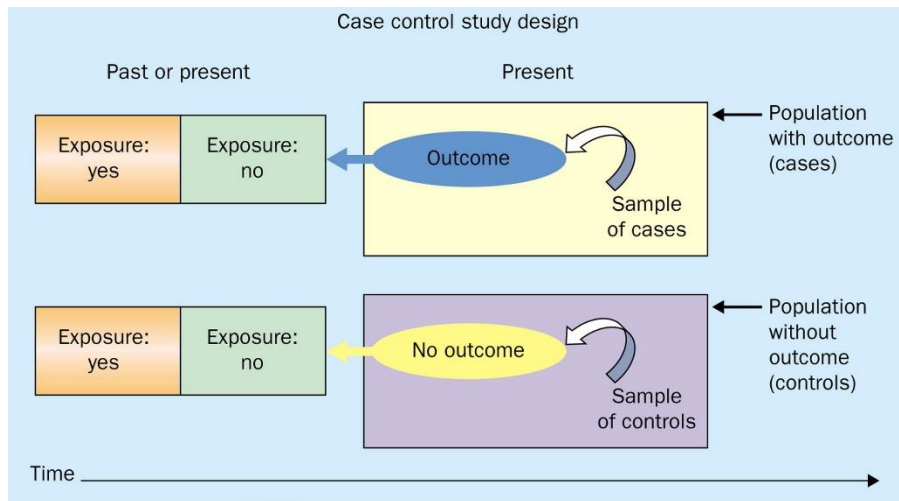 Case control study design
Past or present
Present
Exposure:
yes
Exposure:
no
Outcome
Sample
of cases
Population
with outcome
(cases)
Exposure:
yes
Exposure:
no
No outcome
Sample
of controls
Population
without
outcome
(controls)
Time